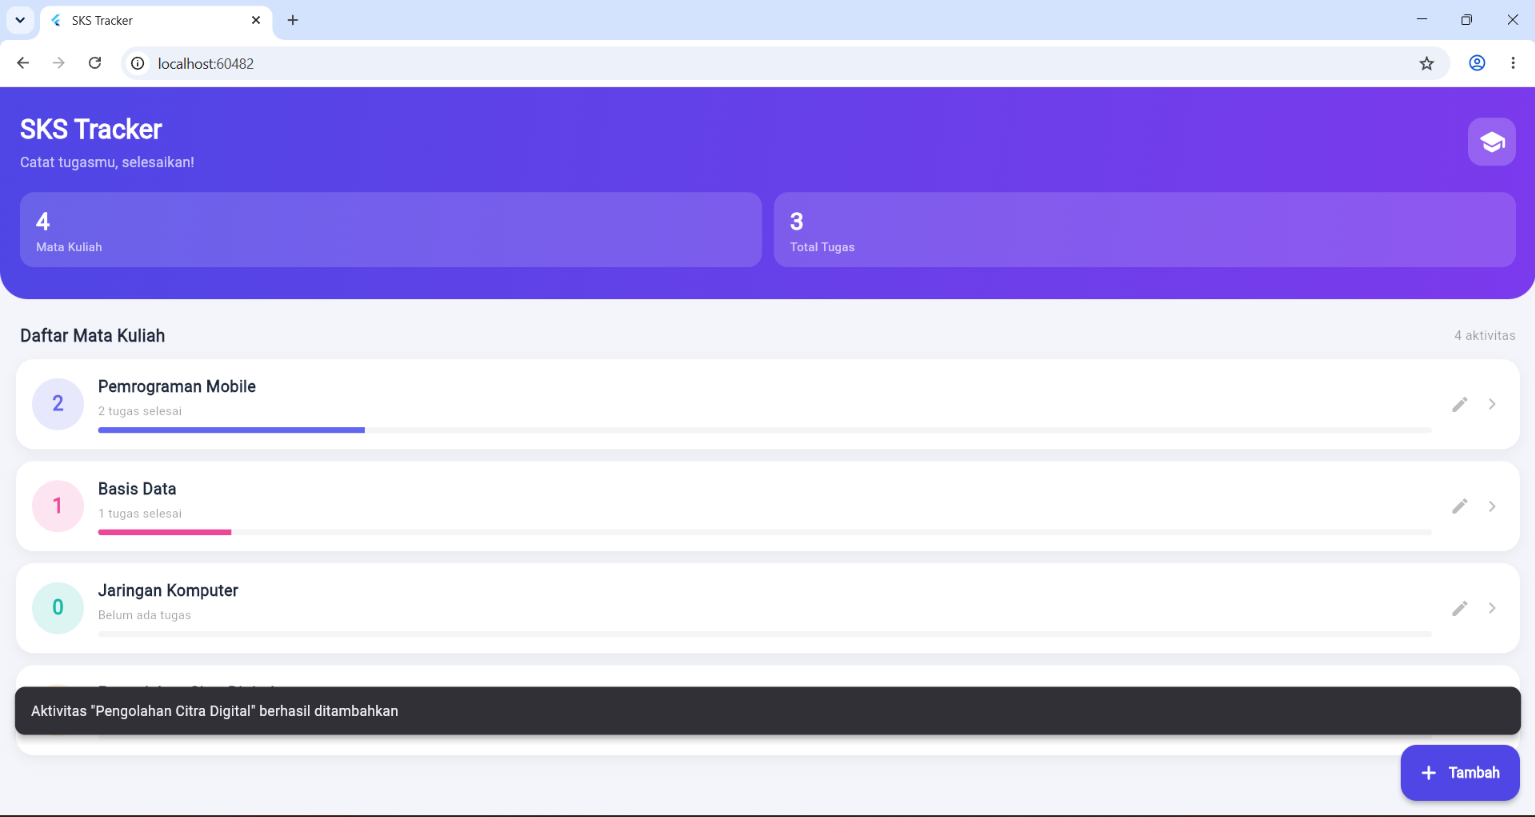 SKS Tracker
localhost:60482
SKS Tracker
Catat tugasmu, selesaikan!
4
Mata Kuliah
3
Total Tugas
Daftar Mata Kuliah
4 aktivitas
2
Pemrograman Mobile
2 tugas selesai
1
Basis Data
1 tugas selesai
0
Jaringan Komputer
Belum ada tugas
Aktivitas "Pengolahan Citra Digital" berhasil ditambahkan
Tambah